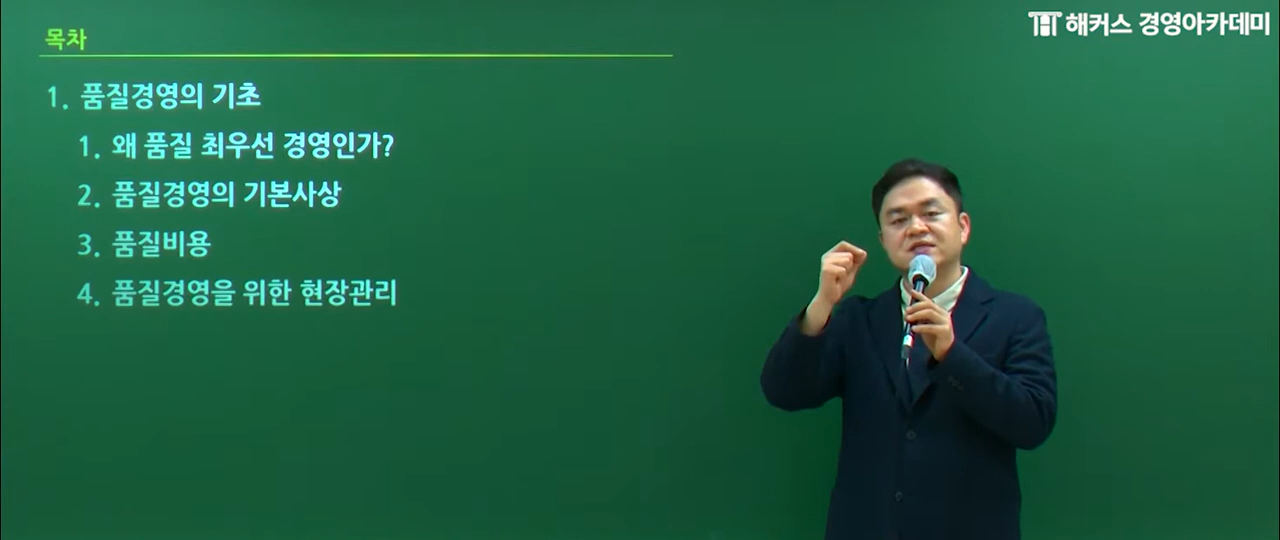 목차
해커스 경영아카데미
1. 품질경영의 기초
1. 왜 품질 최우선 경영인가?
2. 품질경영의 기본사상
3. 품질비용
4. 품질경영을 위한 현장관리